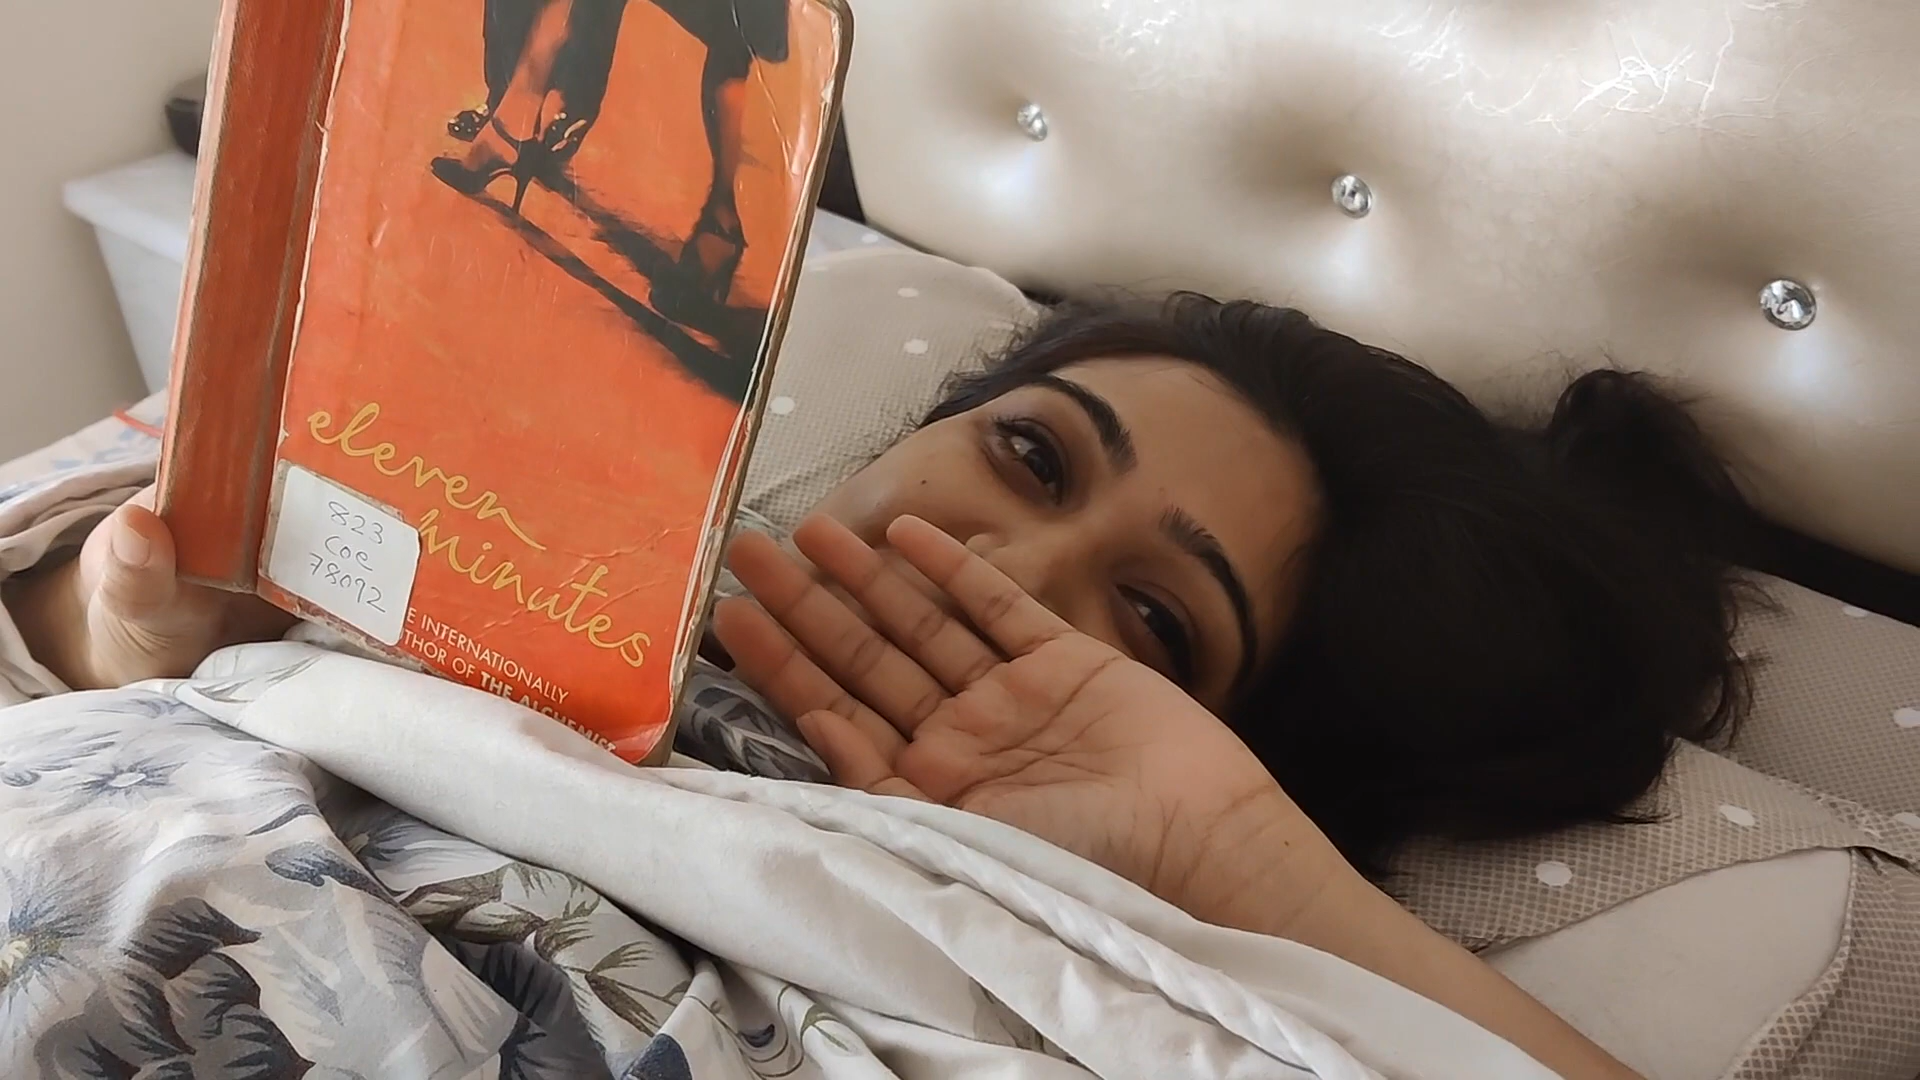 eleven
minutes
823
Coe
78092
E INTERNATIONALLY
THOR OF THE ALCHEMIST